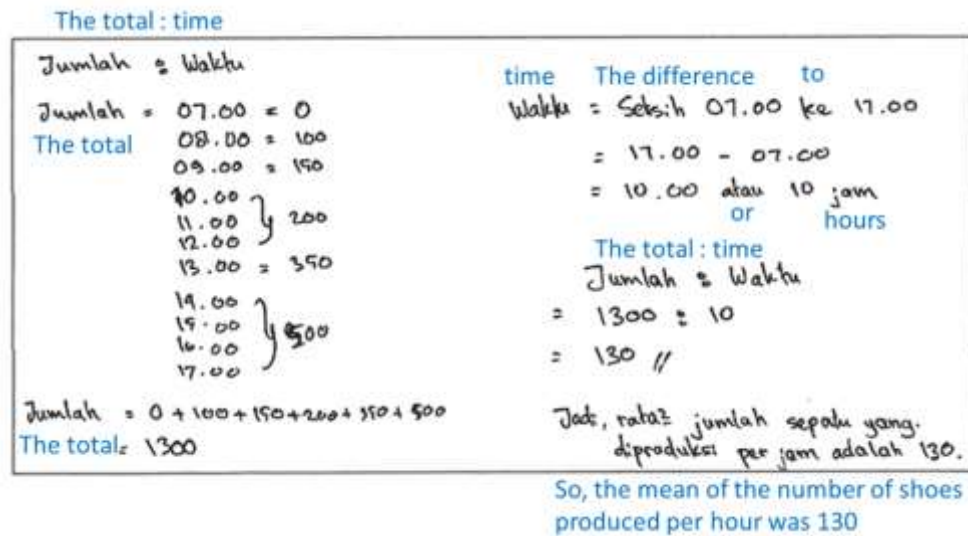 The total : time
Jumlah : Waktu
Jumlah = 07.00 = 0
The total
08.00 = 100
09.00 = 150
10.00
11.00
12.00
200
13.00 = 350
14.00
15.00
16.00
17.00
500
Jumlah = 0 + 100 + 150 + 200 + 350 + 500
The total = 1300
time The difference to
Waktu = Selisih 07.00 ke 17.00
= 17.00 - 07.00
= 10.00 atau 10 jam
or hours
The total : time
Jumlah : Waktu
= 1300 : 10
= 130 //
Jadi, rata2 jumlah sepatu yang.
diproduksi per jam adalah 130.
So, the mean of the number of shoes
produced per hour was 130